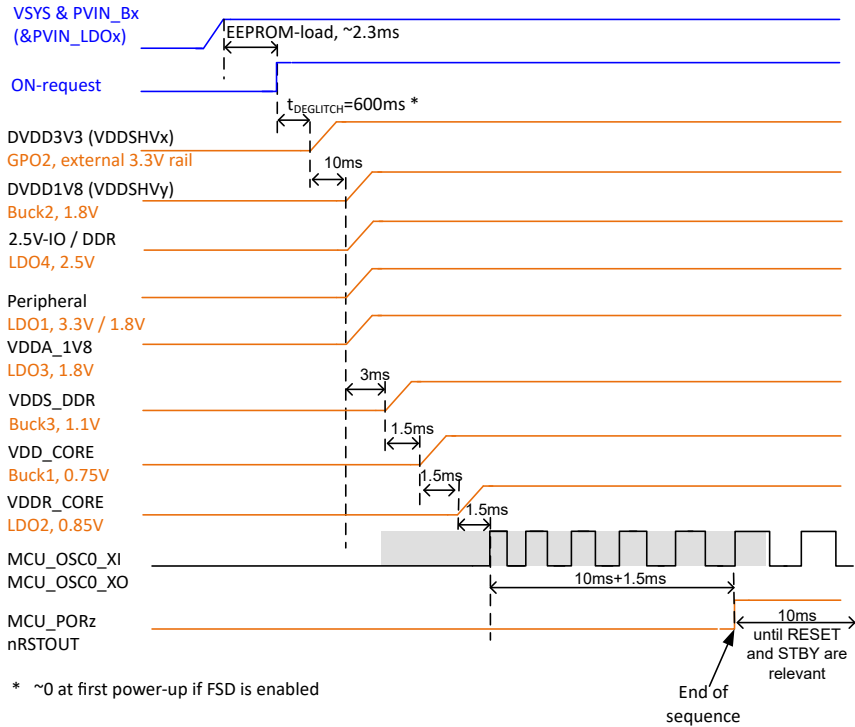 VSYS & PVIN_Bx
(&PVIN_LDOx)
EEPROM-load, ~2.3ms
ON-request
tDEGLITCH=600ms *
DVDD3V3 (VDDSHVx)
GPO2, external 3.3V rail
10ms
DVDD1V8 (VDDSHVy)
Buck2, 1.8V
2.5V-IO / DDR
LDO4, 2.5V
Peripheral
LDO1, 3.3V / 1.8V
VDDA_1V8
LDO3, 1.8V
3ms
VDDS_DDR
Buck3, 1.1V
1.5ms
VDD_CORE
Buck1, 0.75V
1.5ms
VDDR_CORE
LDO2, 0.85V
1.5ms
MCU_OSC0_XI
MCU_OSC0_XO
10ms+1.5ms
MCU_PORz
nRSTOUT
10ms
until RESET
and STBY are
relevant
* ~0 at first power-up if FSD is enabled
End of
sequence